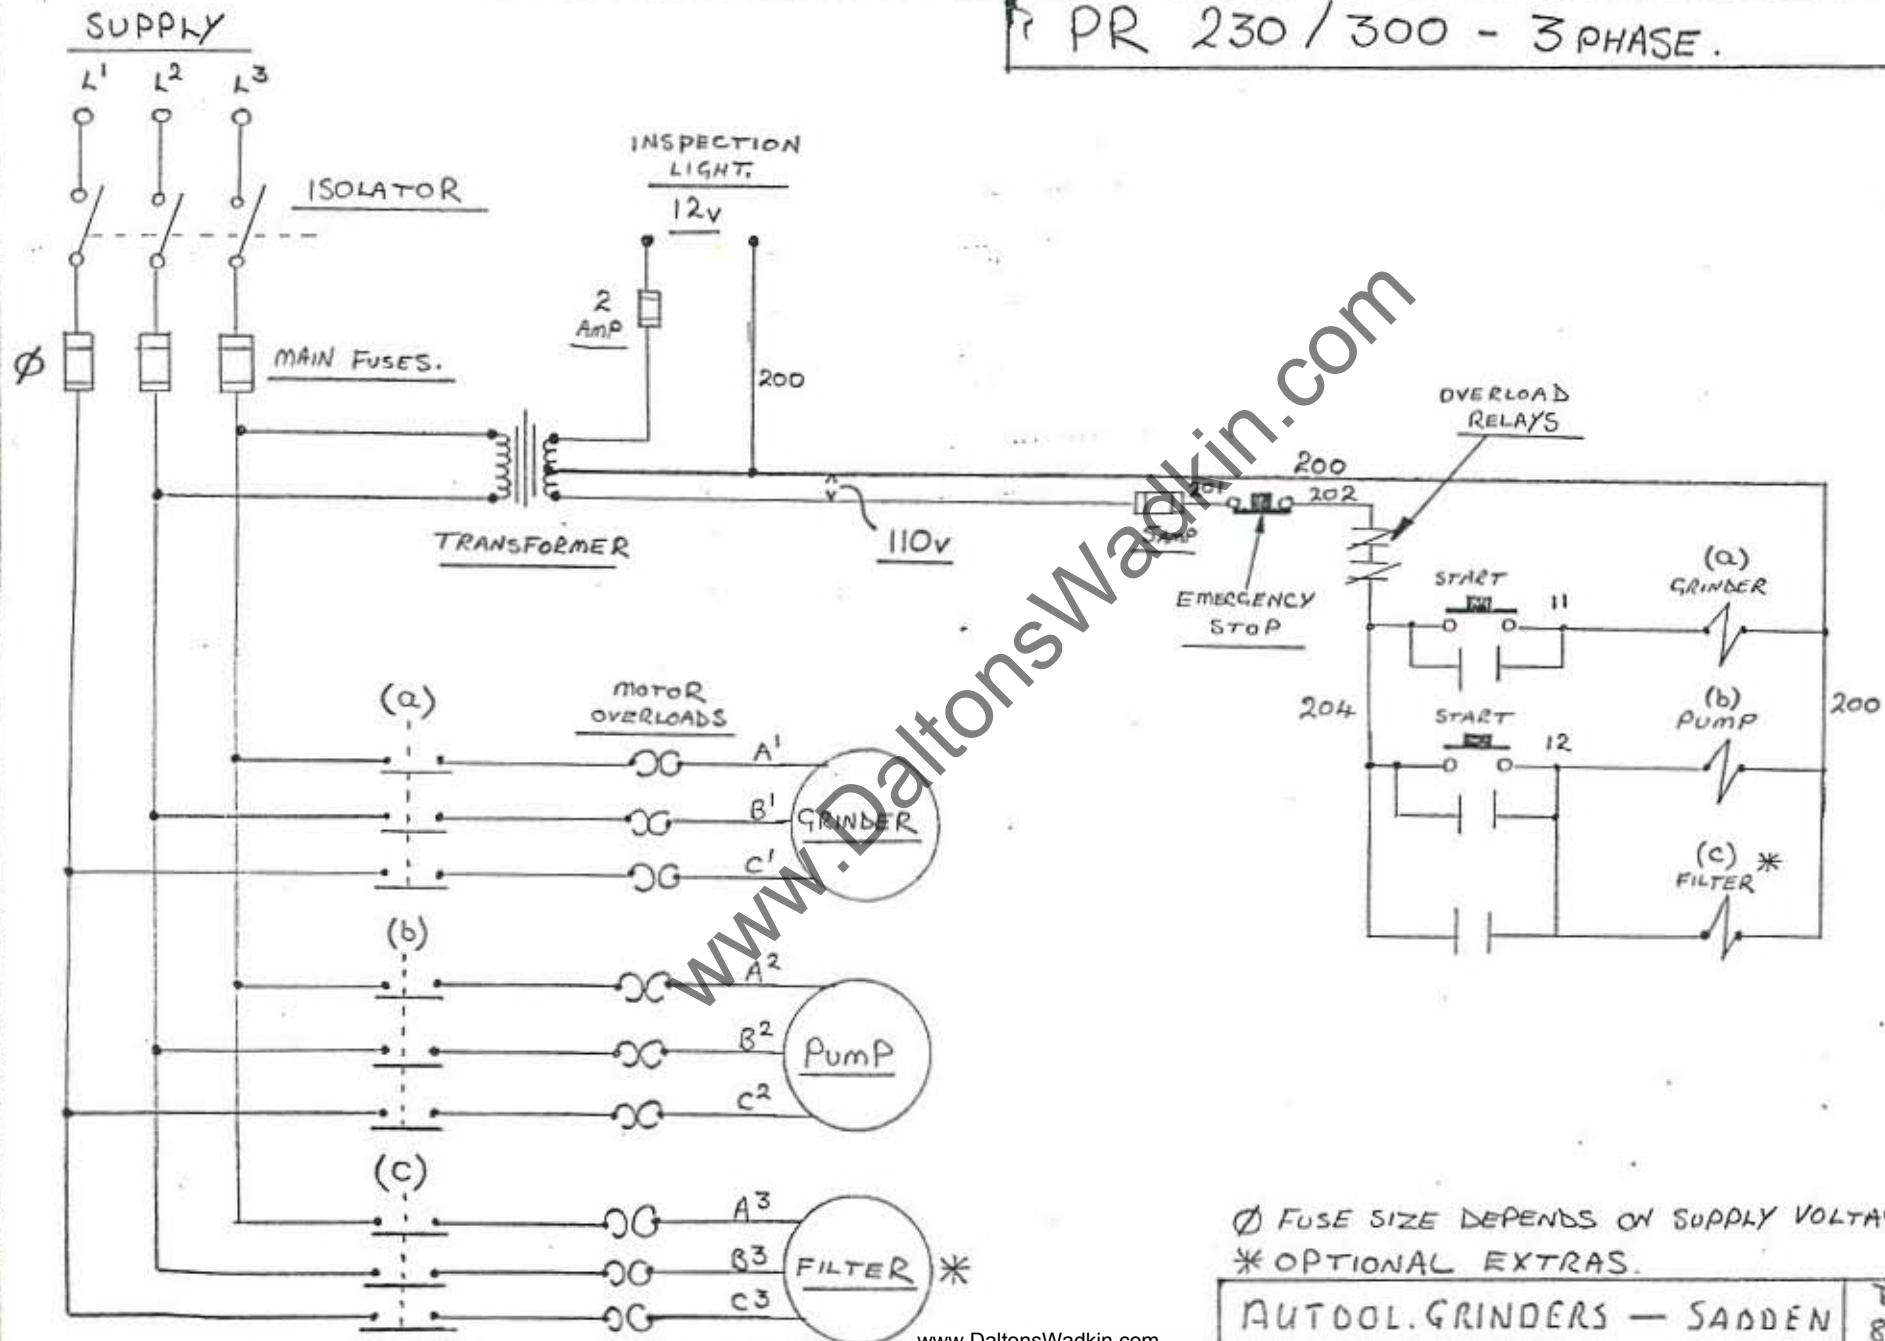 PR 230/300 - 3 PHASE.
SUPPLY
L1 L2 L3
ISOLATOR
INSPECTION
LIGHT.
12v
2
AMP
200
Ø
MAIN FUSES.
TRANSFORMER
110v
200
201
202
5AMP
EMERGENCY
STOP
OVERLOAD
RELAYS
START
11
(a)
GRINDER
204
START
12
(b)
PUMP
200
(c)
FILTER *
(a)
MOTOR
OVERLOADS
A1
B1
C1
GRINDER
(b)
A2
B2
C2
PUMP
(c)
A3
B3
C3
FILTER *
Ø FUSE SIZE DEPENDS ON SUPPLY
* OPTIONAL EXTRAS.
AUTOOL.GRINDERS — SADDEN
www.DaltonsWadkin.com
www.DaltonsWadkin.com